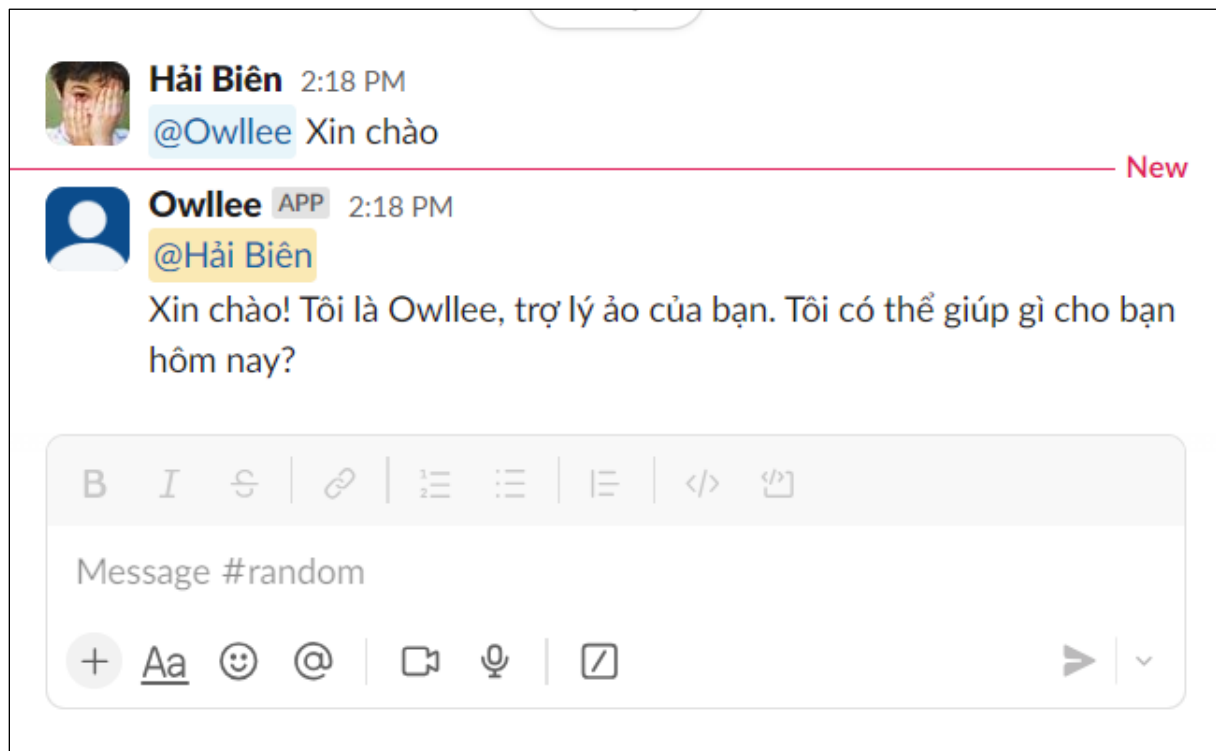 Hải Biên 2:18 PM
@Owllee Xin chào
New
Owllee APP 2:18 PM
@Hải Biên
Xin chào! Tôi là Owllee, trợ lý ảo của bạn. Tôi có thể giúp gì cho bạn
hôm nay?
B I S
Message #random
Aa